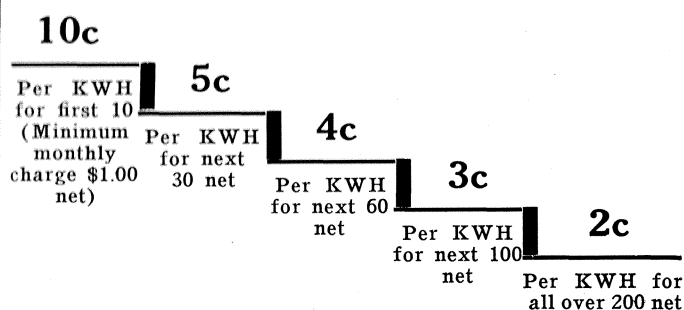 10c
Per KWH
for first 10
(Minimum
monthly
charge $1.00
net)
5c
Per KWH
for next
30 net
4c
Per KWH
for next 60
net
3c
Per KWH
for next 100
net
2c
Per KWH for
all over 200 net